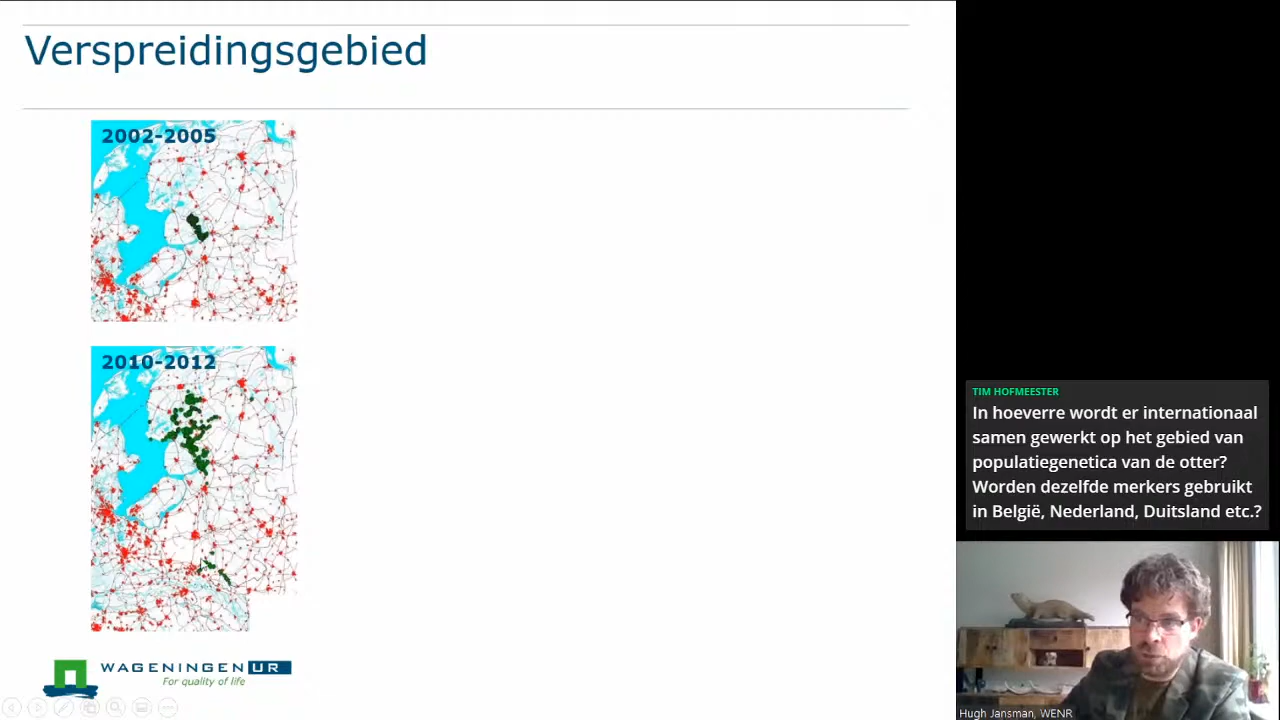 Verspreidingsgebied
2002-2005
2010-2012
WAGENINGEN UR
For quality of life
TIM HOFMEESTER
In hoeverre wordt er internationaal
samen gewerkt op het gebied van
populatiegenetica van de otter?
Worden dezelfde merkers gebruikt
in België, Nederland, Duitsland etc.?
Hugh Jansman, WENR